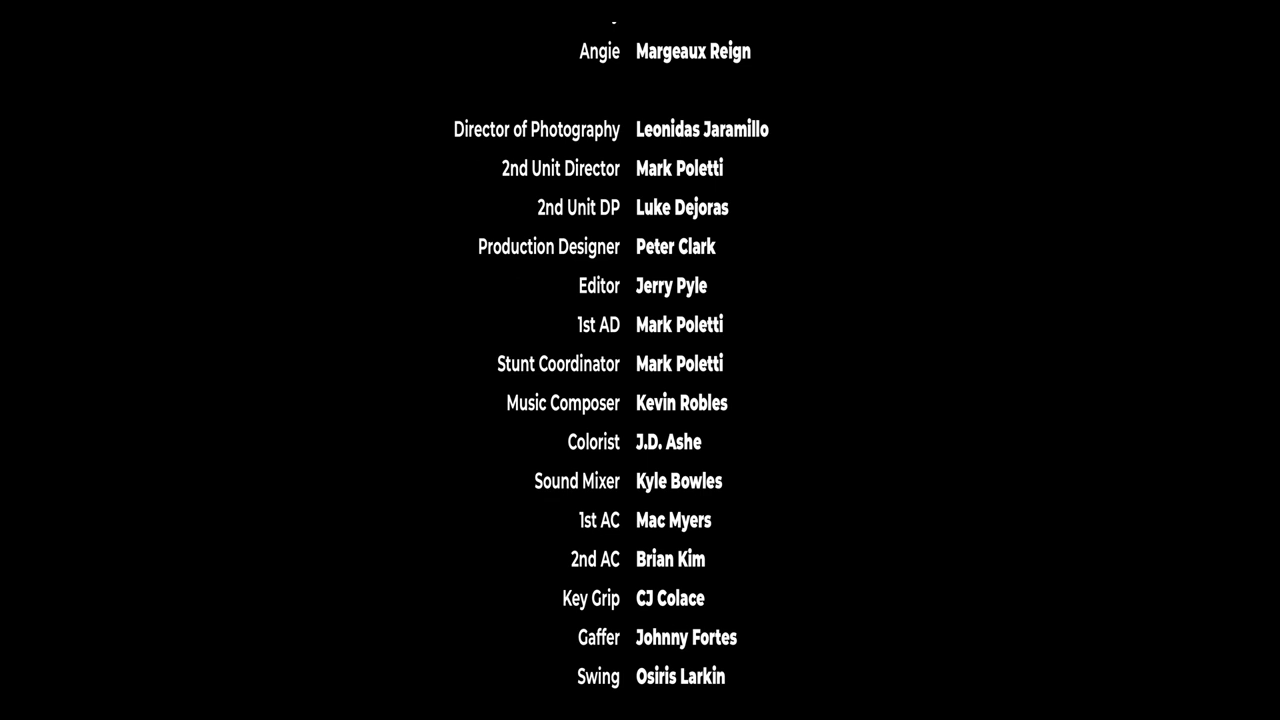 Angie Margeaux Reign
Director of Photography Leonidas Jaramillo
2nd Unit Director Mark Poletti
2nd Unit DP Luke Dejoras
Production Designer Peter Clark
Editor Jerry Pyle
1st AD Mark Poletti
Stunt Coordinator Mark Poletti
Music Composer Kevin Robles
Colorist J.D. Ashe
Sound Mixer Kyle Bowles
1st AC Mac Myers
2nd AC Brian Kim
Key Grip CJ Colace
Gaffer Johnny Fortes
Swing Osiris Larkin